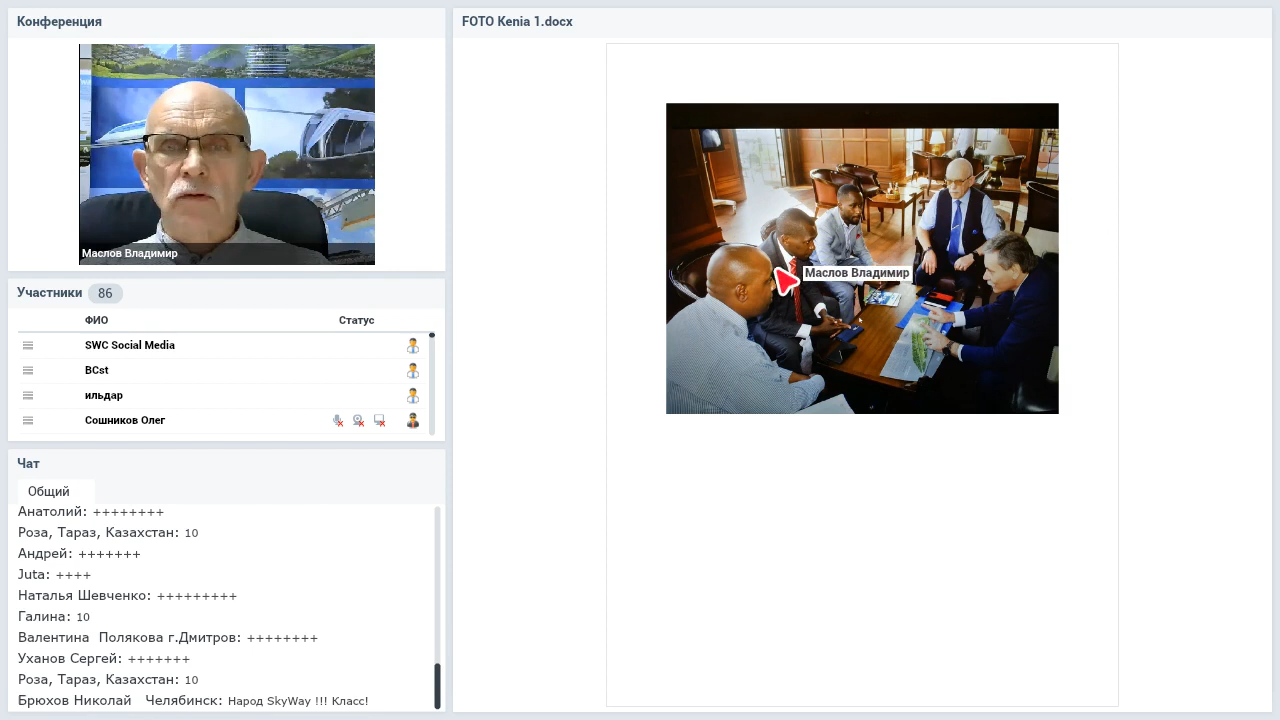 Конференция
Маслов Владимир
Участники 86
ФИО Статус
SWC Social Media
BCst
ильдар
Сошников Олег
Чат
Общий
Анатолий: ++++++++
Роза, Тараз, Казахстан: 10
Андрей: +++++++
Juta: ++++
Наталья Шевченко: +++++++++
Галина: 10
Валентина Полякова г.Дмитров: ++++++++
Уханов Сергей: +++++++
Роза, Тараз, Казахстан: 10
Брюхов Николай Челябинск: Народ SkyWay !!! Класс!
FOTO Kenia 1.docx
Маслов Владимир